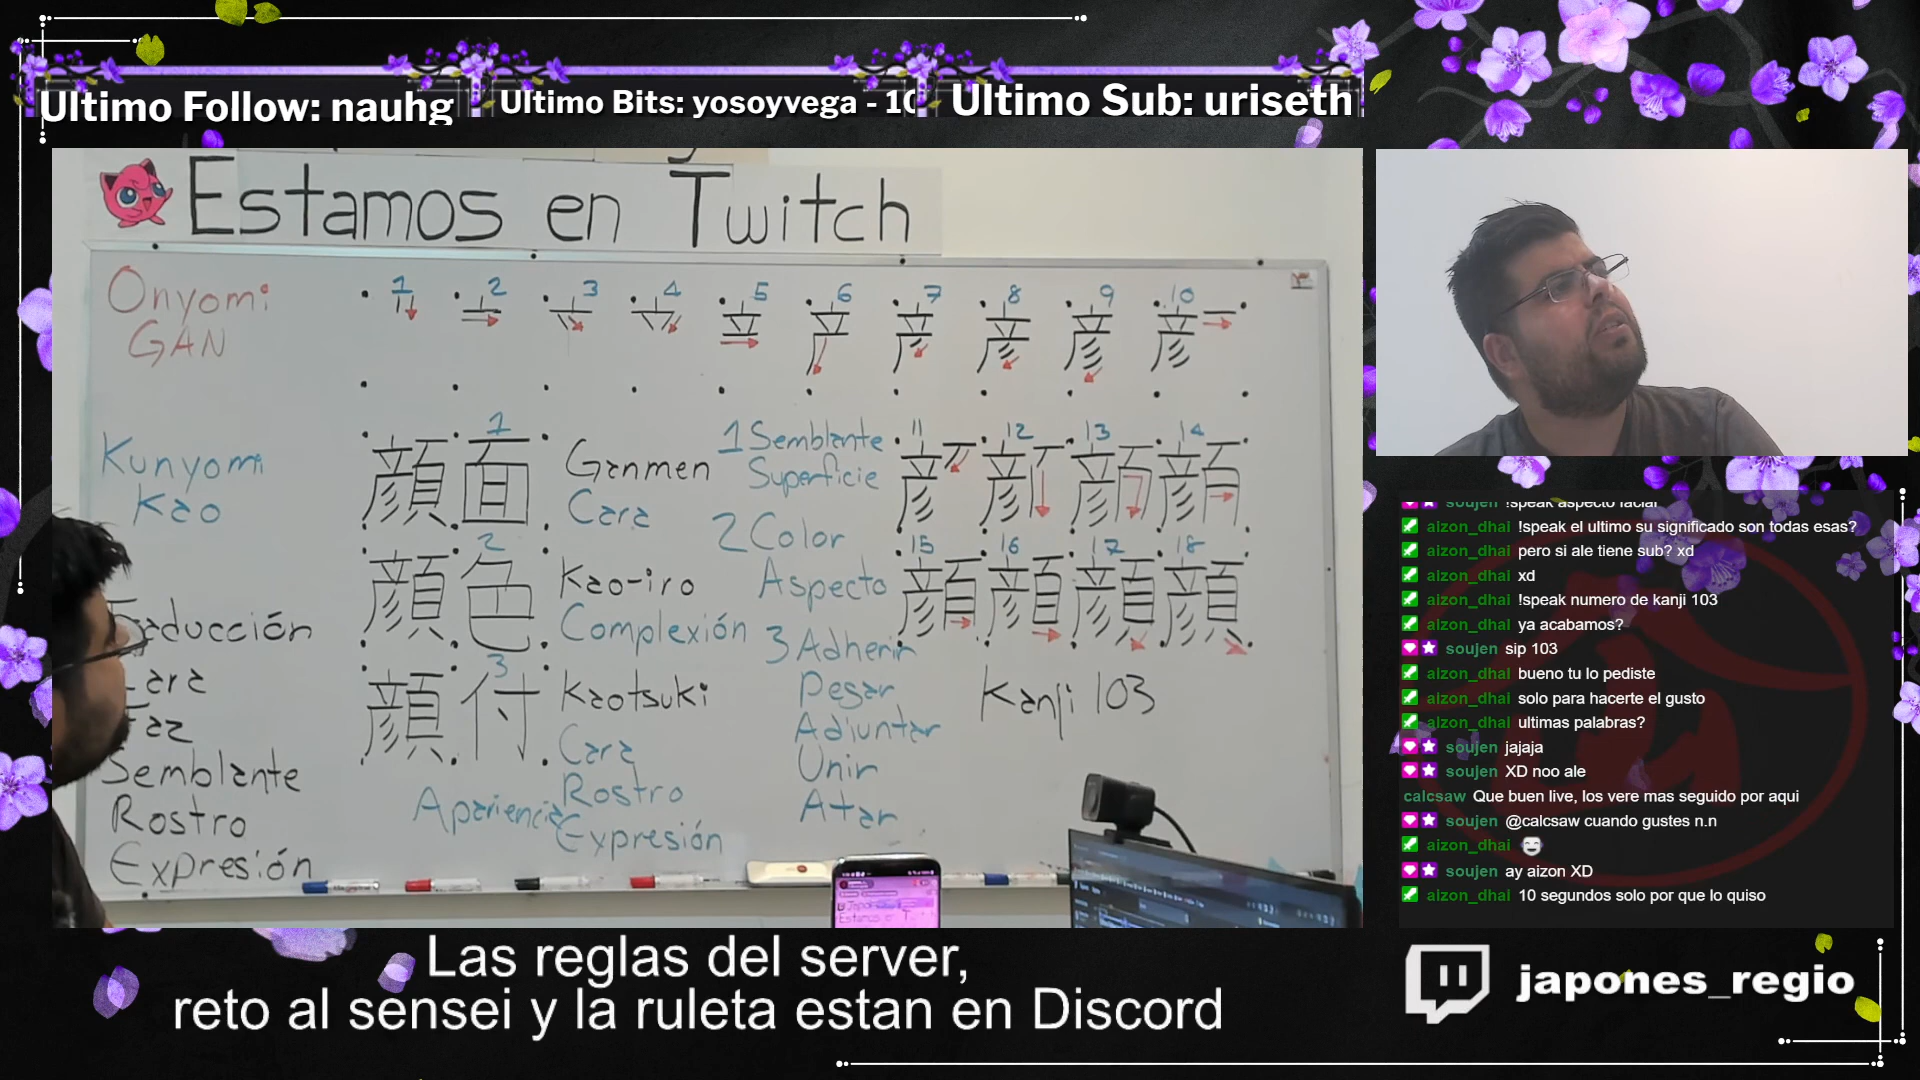 Ultimo Follow: nauhg
Ultimo Bits: yosoyvega - 10
Ultimo Sub: uriseth
Estamos en Twitch
Onyomi
GAN
1 2 3 4 5 6 7 8 9 10
Kunyomi
Kao
Traducción
Cara
Faz
Semblante
Rostro
Expresión
1
顔面
Ganmen
Cara
2
顔色
Kao-iro
Complexión
3
顔付
Kaotsuki
Cara
Rostro
Apariencia
Expresión
1 Semblante
Superficie
2 Color
Aspecto
3 Adherir
Pegar
Adjuntar
Unir
Atar
11 12 13 14
15 16 17 18
顔
Kanji 103
soujen !speak aspecto facial
aizon_dhai !speak el ultimo su significado son todas esas?
aizon_dhai pero si ale tiene sub? xd
aizon_dhai xd
aizon_dhai !speak numero de kanji 103
aizon_dhai ya acabamos?
soujen sip 103
aizon_dhai bueno tu lo pediste
aizon_dhai solo para hacerte el gusto
aizon_dhai ultimas palabras?
soujen jajaja
soujen XD noo ale
calcsaw Que buen live, los vere mas seguido por aqui
soujen @calcsaw cuando gustes n.n
aizon_dhai
soujen ay aizon XD
aizon_dhai 10 segundos solo por que lo quiso
Las reglas del server,
reto al sensei y la ruleta estan en Discord
japones_regio